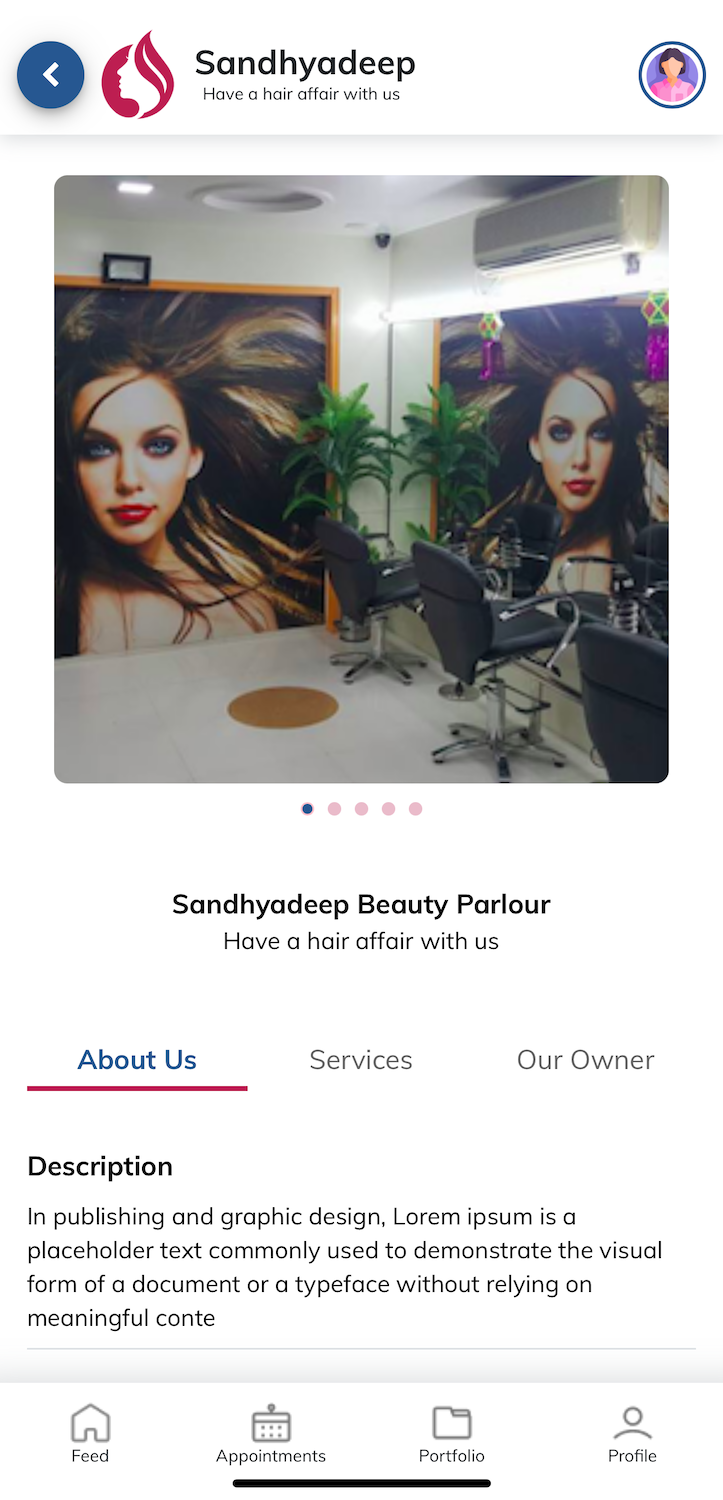 Sandhyadeep
Have a hair affair with us
Sandhyadeep Beauty Parlour
Have a hair affair with us
About Us
Services
Our Owner
Description
In publishing and graphic design, Lorem ipsum is a
placeholder text commonly used to demonstrate the visual
form of a document or a typeface without relying on
meaningful conte
Feed
Appointments
Portfolio
Profile